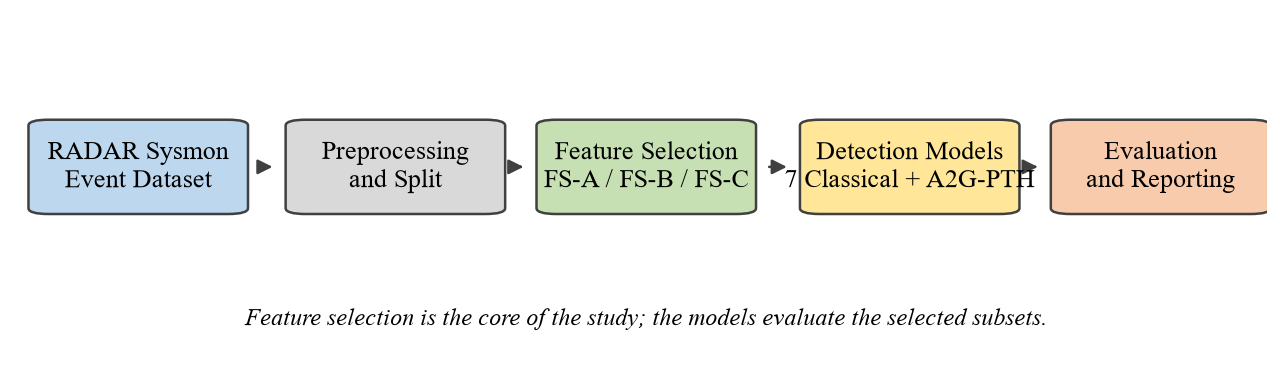 RADAR Sysmon
Event Dataset
Preprocessing
and Split
Feature Selection
FS-A / FS-B / FS-C
Detection Models
7 Classical + A2G-PTH
Evaluation
and Reporting
Feature selection is the core of the study; the models evaluate the selected subsets.